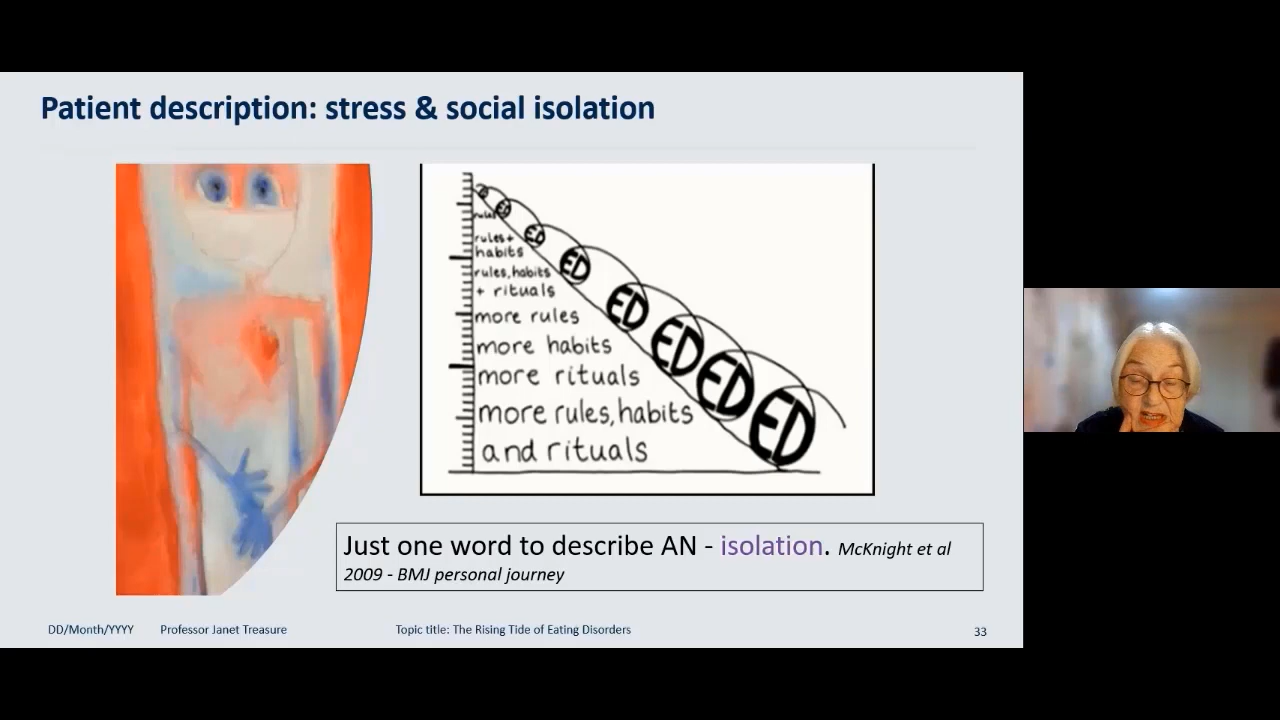 Patient description: stress & social isolation
ED
ED
rules
ED
rules +
habits
ED
rules, habits
+ rituals
ED
more rules
ED
more habits
ED
more rituals
ED
more rules, habits
and rituals
Just one word to describe AN - isolation. McKnight et al
2009 - BMJ personal journey
DD/Month/YYYY Professor Janet Treasure Topic title: The Rising Tide of Eating Disorders 33